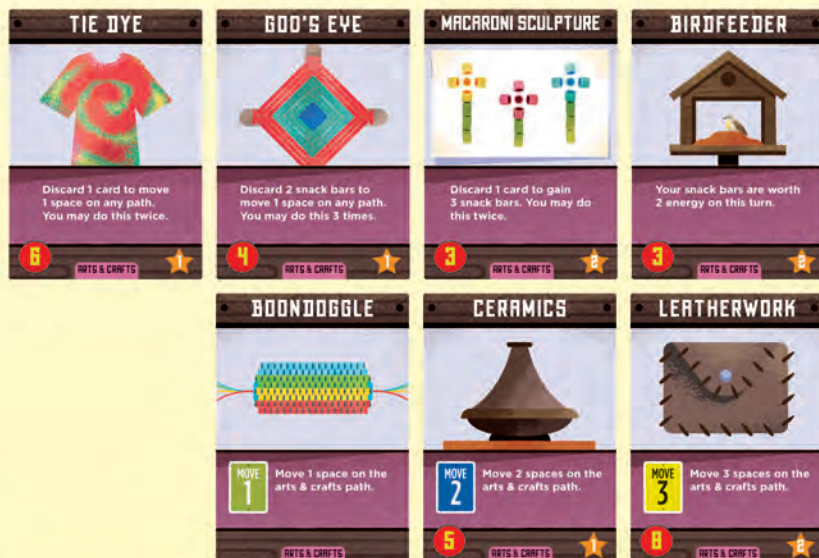 TIE DYE
Discard 1 card to move
1 space on any path.
You may do this twice.
6
ARTS & CRAFTS
1
GOD'S EYE
Discard 2 snack bars to
move 1 space on any path.
You may do this 3 times.
4
ARTS & CRAFTS
1
MACARONI SCULPTURE
Discard 1 card to gain
3 snack bars. You may do
this twice.
3
ARTS & CRAFTS
2
BIRDFEEDER
Your snack bars are worth
2 energy on this turn.
3
ARTS & CRAFTS
2
BOONDOGGLE
MOVE
1
Move 1 space on the
arts & crafts path.
ARTS & CRAFTS
CERAMICS
MOVE
2
Move 2 spaces on the
arts & crafts path.
5
ARTS & CRAFTS
1
LEATHERWORK
MOVE
3
Move 3 spaces on the
arts & crafts path.
8
ARTS & CRAFTS
2